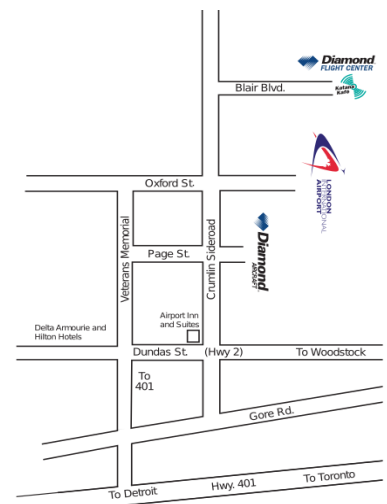 Diamond
FLIGHT CENTER
Blair Blvd.
Katana
Kafe
LONDON
INTERNATIONAL
AIRPORT
Oxford St.
Veterans Memorial
Crumlin Sideroad
Diamond
AIRCRAFT
Page St.
Airport Inn
and Suites
Delta Armourie and
Hilton Hotels
Dundas St.
(Hwy 2)
To Woodstock
To
401
Gore Rd.
To Detroit
Hwy. 401
To Toronto